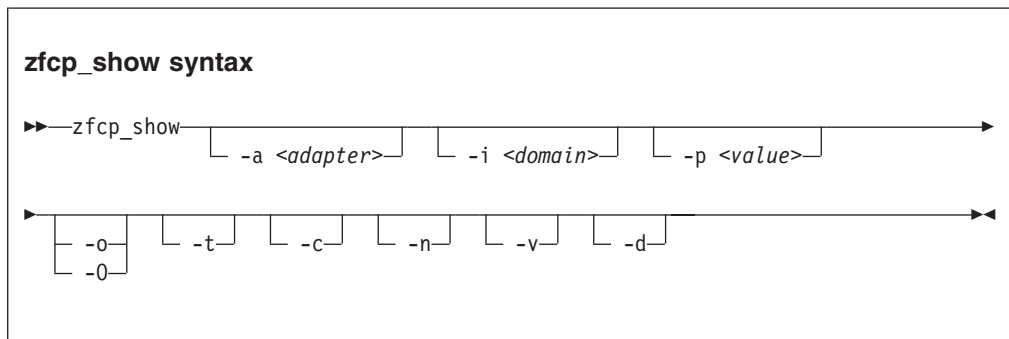 zfcp_show syntax
zfcp_show
-a <adapter> -i <domain> -p <value>
-o -t -c -n -v -d
-O